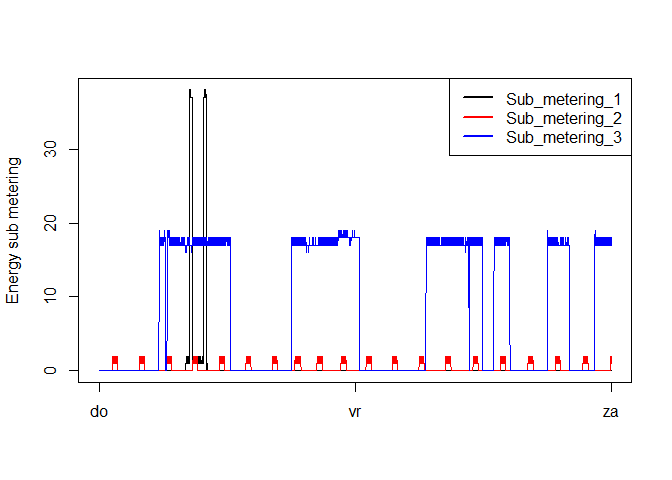 Sub_metering_1
Sub_metering_2
Sub_metering_3
Energy sub metering
30
20
10
0
do
vr
za